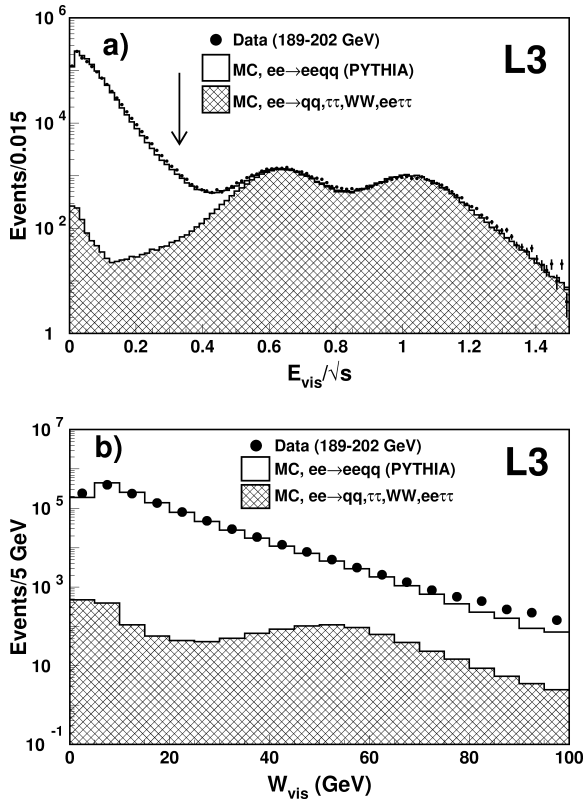 a)
L3
Data (189-202 GeV)
MC, ee→eeqq (PYTHIA)
MC, ee→qq,ττ,WW,eeττ
Events/0.015
10^6
10^4
10^2
1
0 0.2 0.4 0.6 0.8 1 1.2 1.4
E_vis/√s
b)
L3
Data (189-202 GeV)
MC, ee→eeqq (PYTHIA)
MC, ee→qq,ττ,WW,eeττ
Events/5 GeV
10^7
10^5
10^3
10
10^-1
0 20 40 60 80 100
W_vis (GeV)